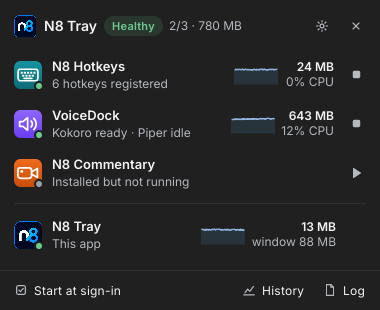 n8 N8 Tray Healthy 2/3 · 780 MB
N8 Hotkeys 24 MB
6 hotkeys registered 0% CPU
VoiceDock 643 MB
Kokoro ready · Piper idle 12% CPU
N8 Commentary
Installed but not running
n8 N8 Tray 13 MB
This app window 88 MB
Start at sign-in History Log